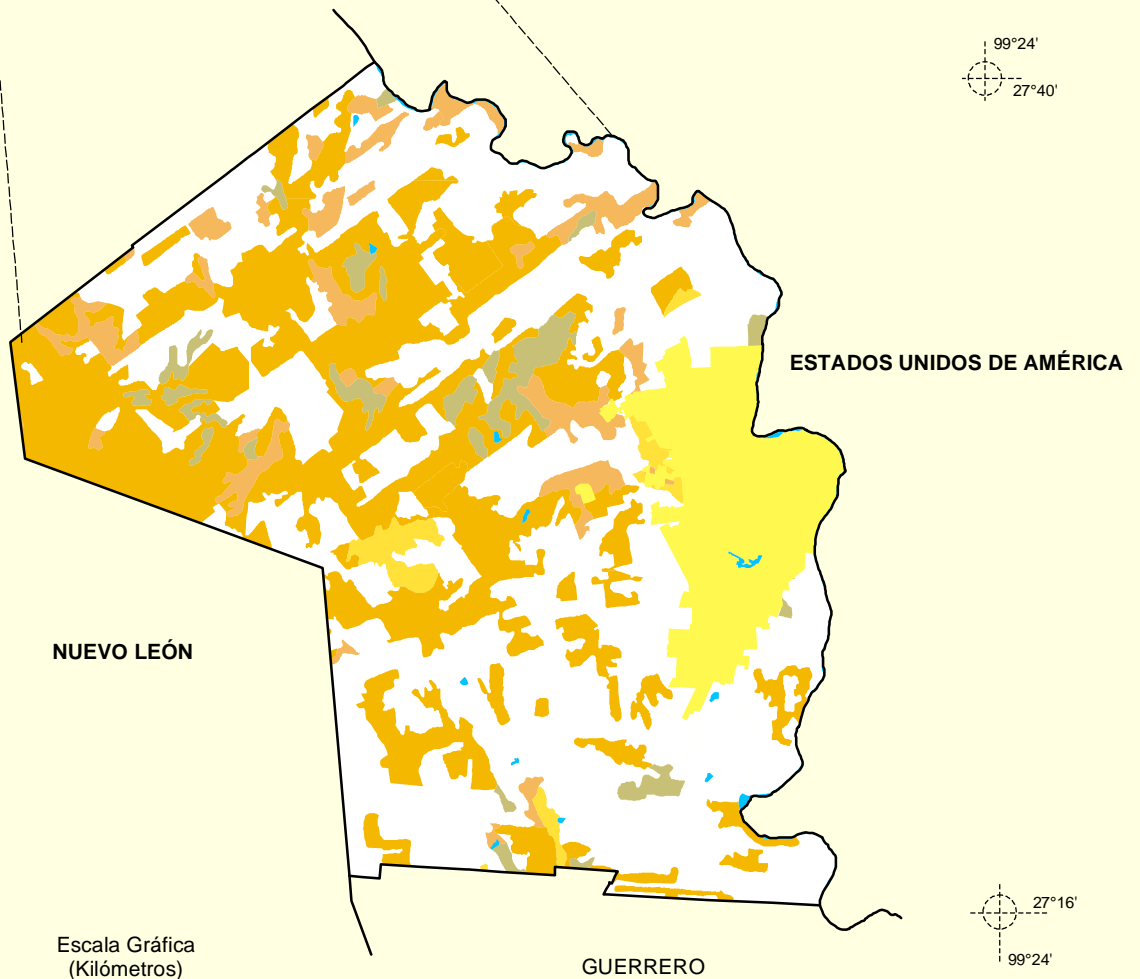 99°24'
27°40'
ESTADOS UNIDOS DE AMÉRICA
NUEVO LEÓN
27°16'
99°24'
Escala Gráfica
(Kilómetros)
GUERRERO